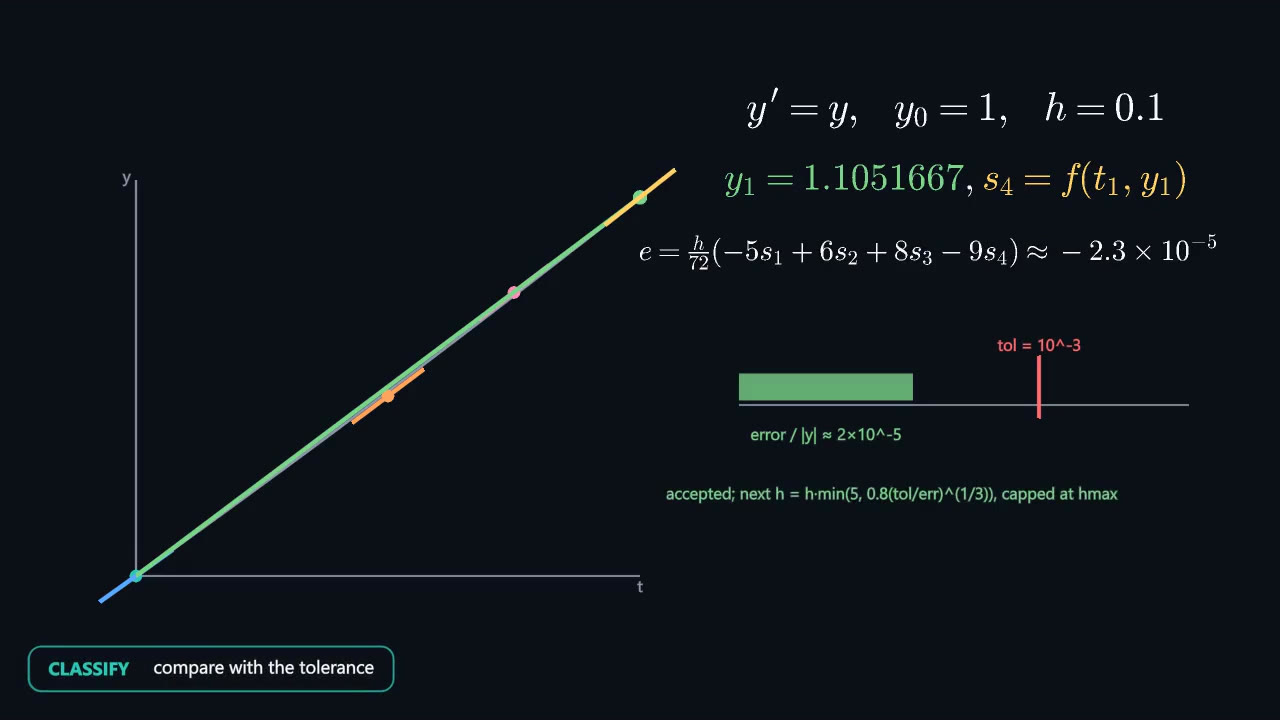 y′ = y,   y₀ = 1,   h = 0.1
y
y₁ = 1.1051667, s₄ = f(t₁, y₁)
e = h/72(−5s₁ + 6s₂ + 8s₃ − 9s₄) ≈ −2.3 × 10⁻⁵
tol = 10^-3
error / |y| ≈ 2×10^-5
accepted; next h = h·min(5, 0.8(tol/err)^(1/3)), capped at hmax
t
CLASSIFY compare with the tolerance